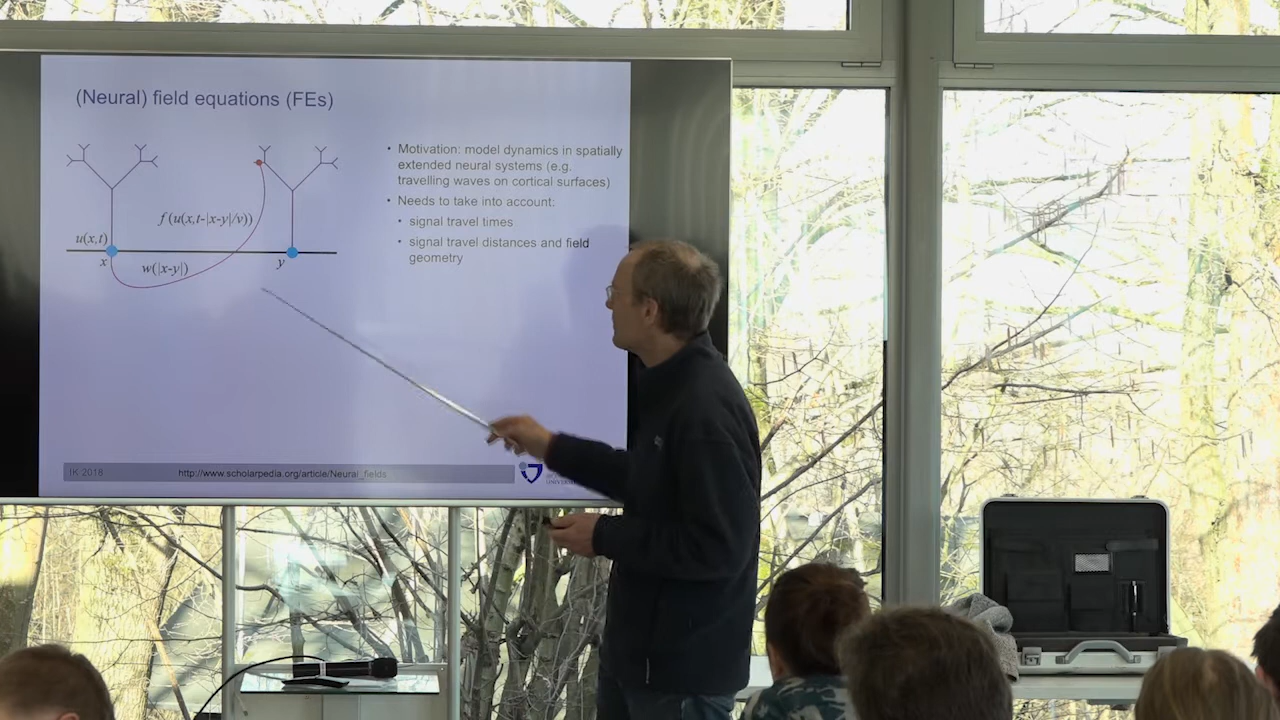 (Neural) field equations (FEs)
• Motivation: model dynamics in spatially
extended neural systems (e.g.
travelling waves on cortical surfaces)
• Needs to take into account:
• signal travel times
• signal travel distances and field
geometry
f(u(x,t-|x-y|/v))
u(x,t)
x
w(|x-y|)
y
IK 2018
http://www.scholarpedia.org/article/Neural_fields